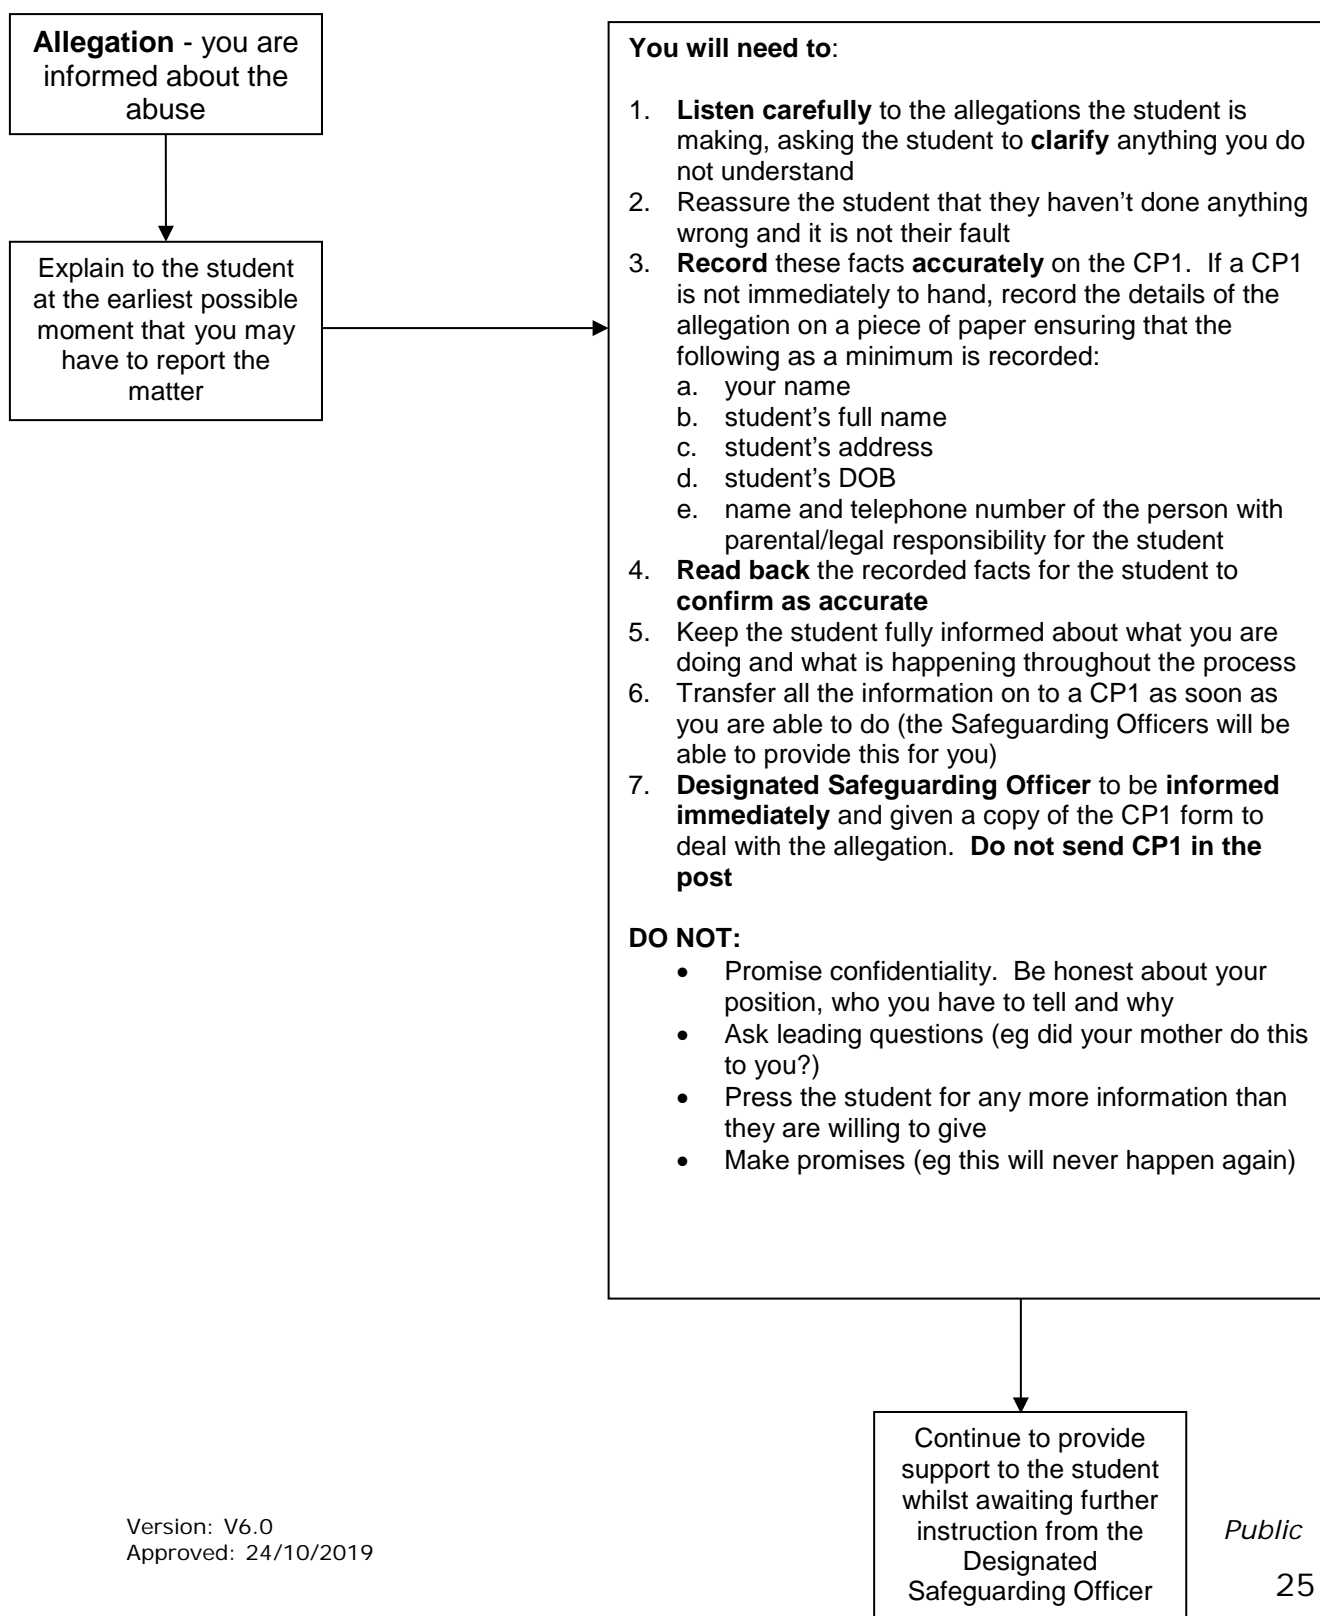 Allegation - you are
informed about the
abuse
Explain to the student
at the earliest possible
moment that you may
have to report the
matter
You will need to:
1. Listen carefully to the allegations the student is
making, asking the student to clarify anything you do
not understand
2. Reassure the student that they haven't done anything
wrong and it is not their fault
3. Record these facts accurately on the CP1. If a CP1
is not immediately to hand, record the details of the
allegation on a piece of paper ensuring that the
following as a minimum is recorded:
a. your name
b. student's full name
c. student's address
d. student's DOB
e. name and telephone number of the person with
parental/legal responsibility for the student
4. Read back the recorded facts for the student to
confirm as accurate
5. Keep the student fully informed about what you are
doing and what is happening throughout the process
6. Transfer all the information on to a CP1 as soon as
you are able to do (the Safeguarding Officers will be
able to provide this for you)
7. Designated Safeguarding Officer to be informed
immediately and given a copy of the CP1 form to
deal with the allegation. Do not send CP1 in the
post
DO NOT:
• Promise confidentiality. Be honest about your
position, who you have to tell and why
• Ask leading questions (eg did your mother do this
to you?)
• Press the student for any more information than
they are willing to give
• Make promises (eg this will never happen again)
Continue to provide
support to the student
whilst awaiting further
instruction from the
Designated
Safeguarding Officer
Version: V6.0
Approved: 24/10/2019
Public
25